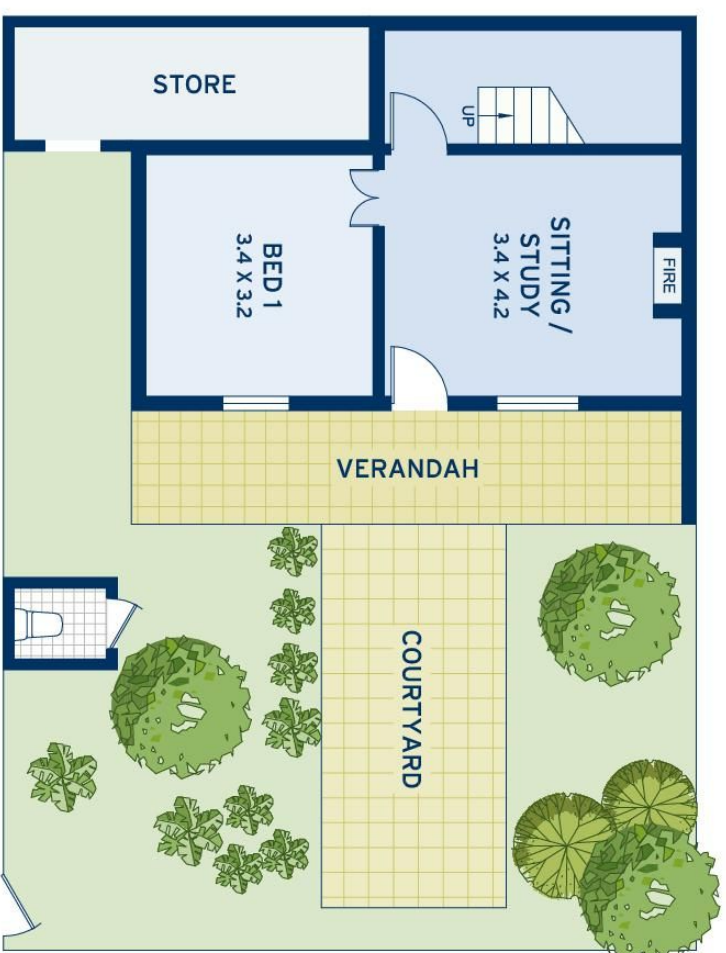 STORE
UP
BED 1
3.4 X 3.2
SITTING /
STUDY
3.4 X 4.2
FIRE
VERANDAH
COURTYARD